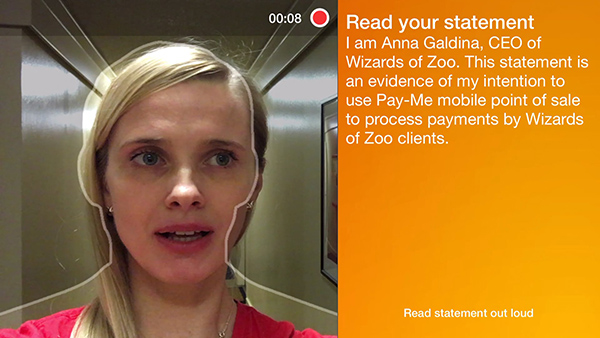 00:08
Read your statement
I am Anna Galdina, CEO of
Wizards of Zoo. This statement is
an evidence of my intention to
use Pay-Me mobile point of sale
to process payments by Wizards
of Zoo clients.
Read statement out loud